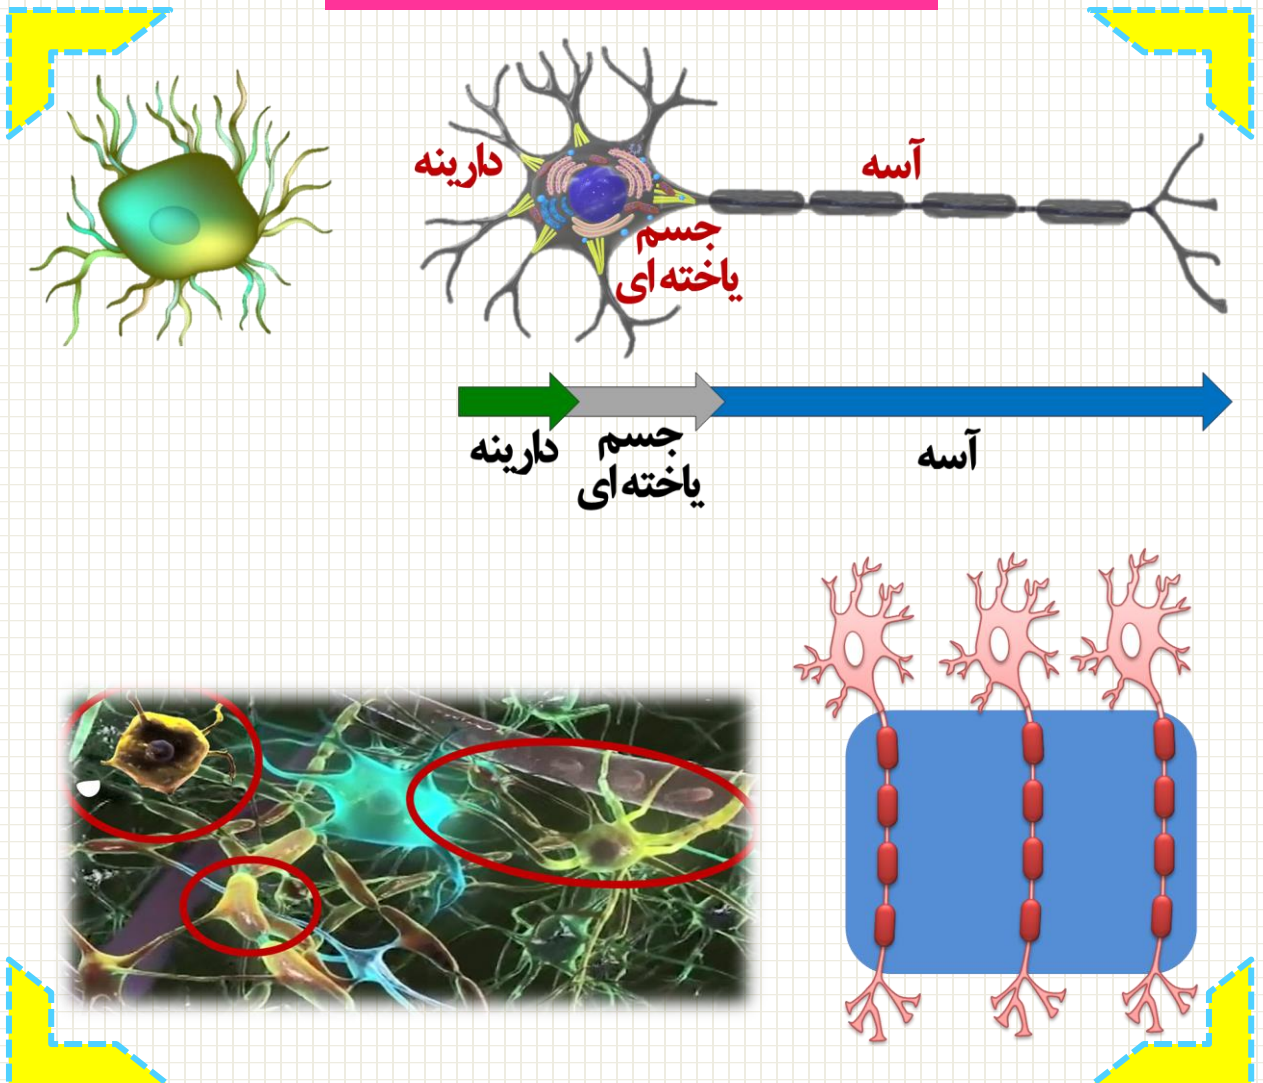 آسه
دارینه
جسم
یاخته ای
دارینه
جسم
یاخته ای
آسه